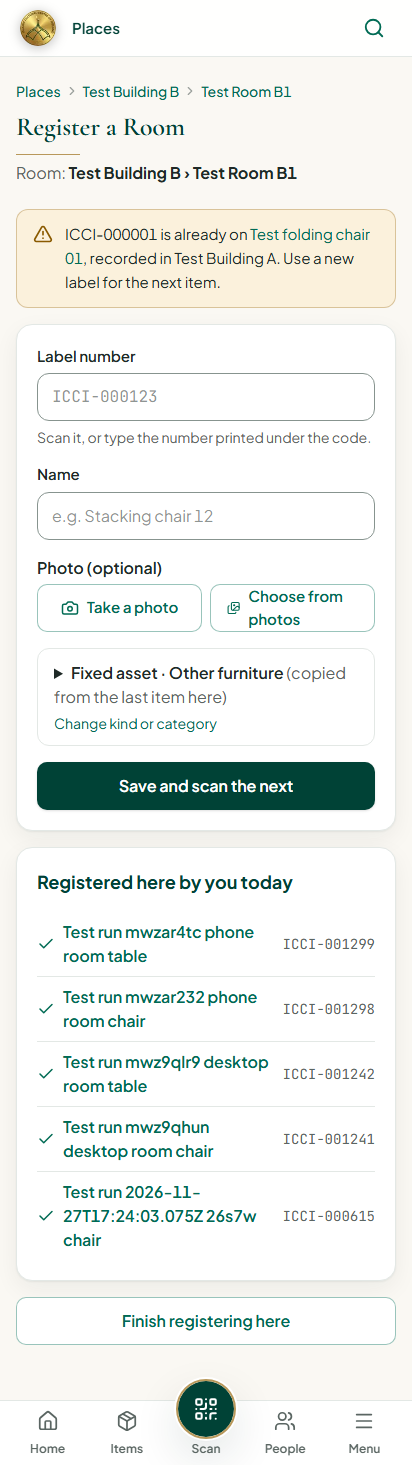 Places
Places > Test Building B > Test Room B1
Register a Room
Room: Test Building B › Test Room B1
ICCI-000001 is already on Test folding chair
01, recorded in Test Building A. Use a new
label for the next item.
Label number
ICCI-000123
Scan it, or type the number printed under the code.
Name
e.g. Stacking chair 12
Photo (optional)
Take a photo
Choose from
photos
Fixed asset · Other furniture (copied
from the last item here)
Change kind or category
Save and scan the next
Registered here by you today
Test run mwzar4tc phone
room table
ICCI-001299
Test run mwzar232 phone
room chair
ICCI-001298
Test run mwz9qlr9 desktop
room table
ICCI-001242
Test run mwz9qhun
desktop room chair
ICCI-001241
Test run 2026-11-
27T17:24:03.075Z 26s7w
chair
ICCI-000615
Finish registering here
Home
Items
Scan
People
Menu